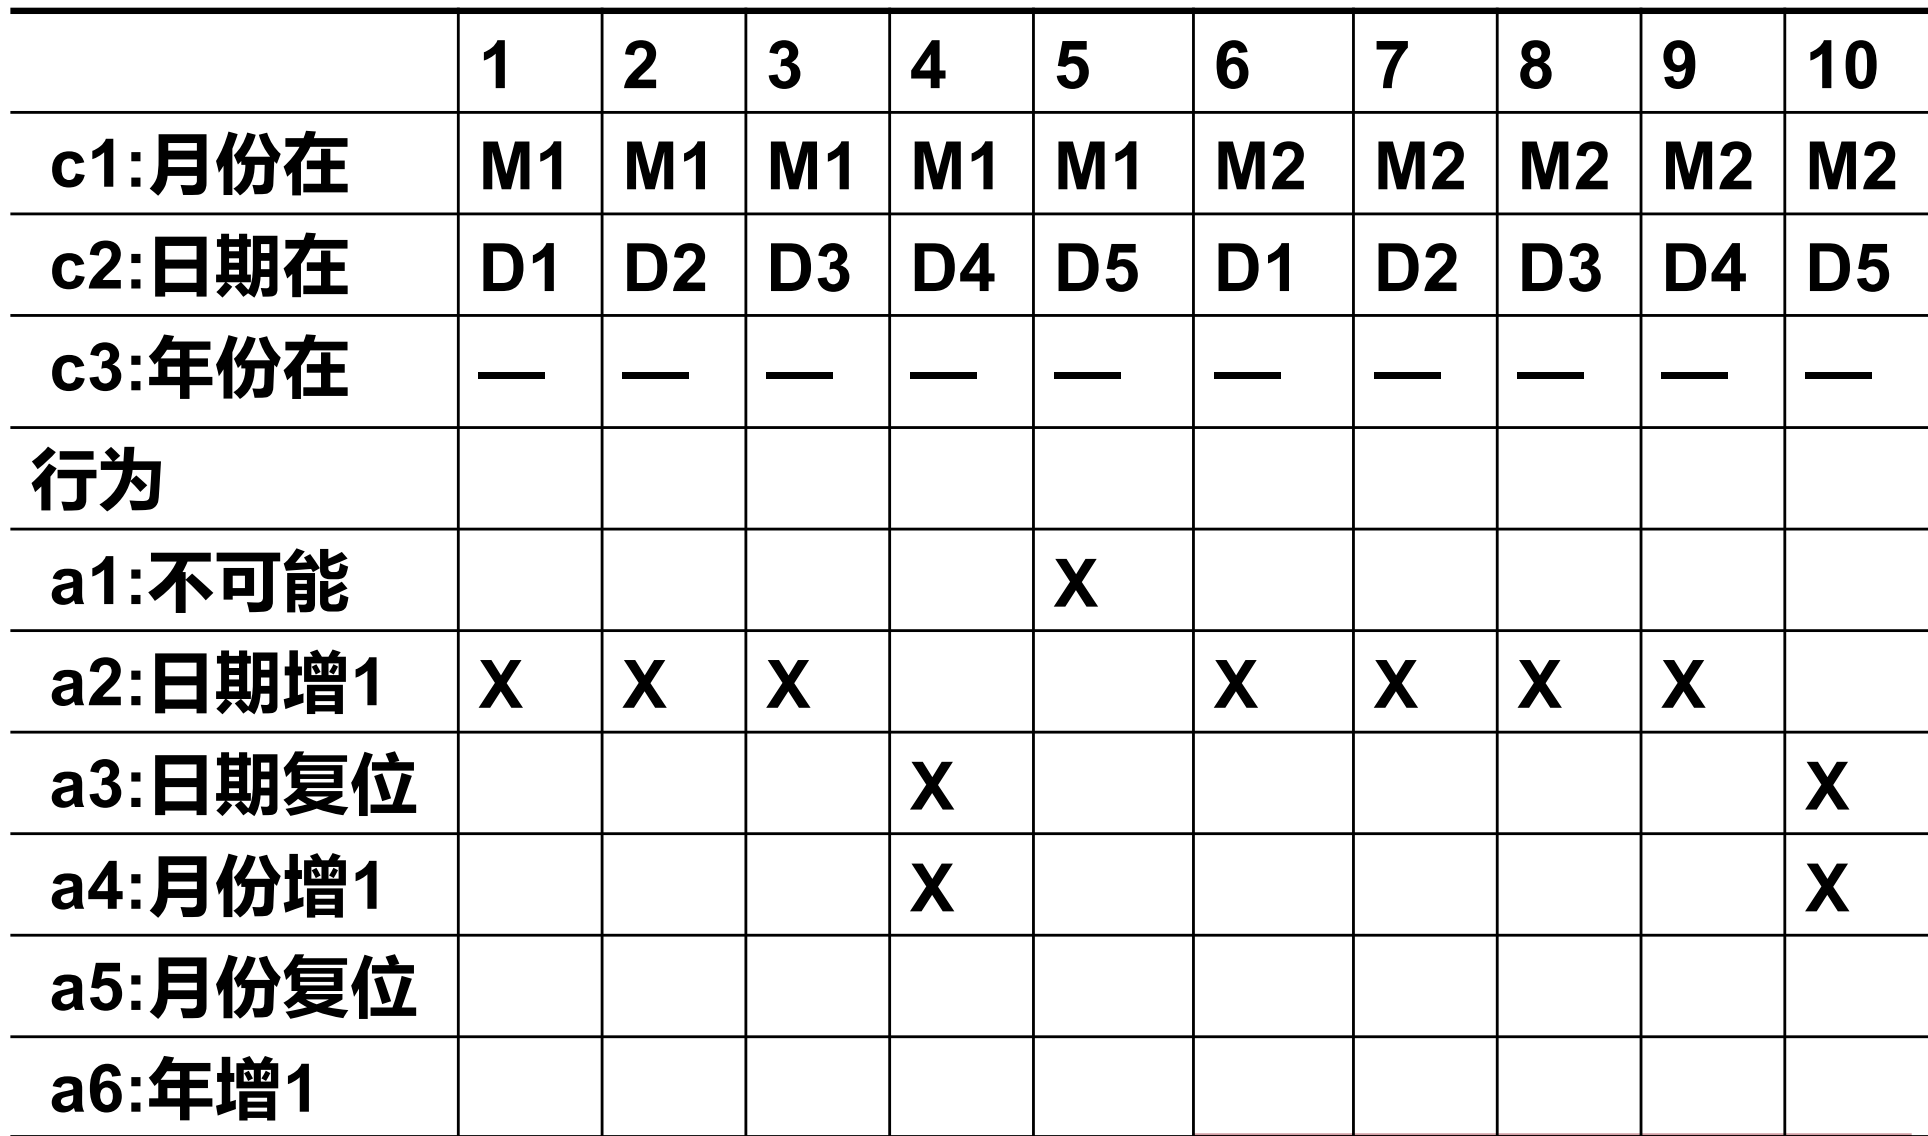 1 2 3 4 5 6 7 8 9 10
c1:月份在 M1 M1 M1 M1 M1 M2 M2 M2 M2 M2
c2:日期在 D1 D2 D3 D4 D5 D1 D2 D3 D4 D5
c3:年份在 — — — — — — — — — —
行为
a1:不可能 X
a2:日期增1 X X X X X X X
a3:日期复位 X X
a4:月份增1 X X
a5:月份复位
a6:年增1